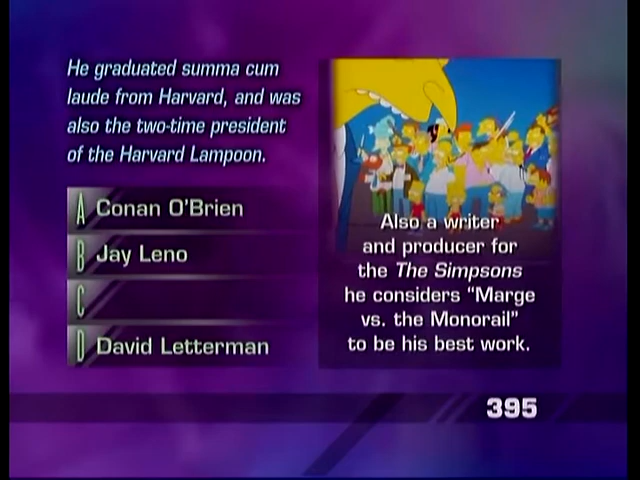 He graduated summa cum
laude from Harvard, and was
also the two-time president
of the Harvard Lampoon.
A Conan O'Brien
B Jay Leno
C
D David Letterman
Also a writer
and producer for
the The Simpsons
he considers “Marge
vs. the Monorail”
to be his best work.
395